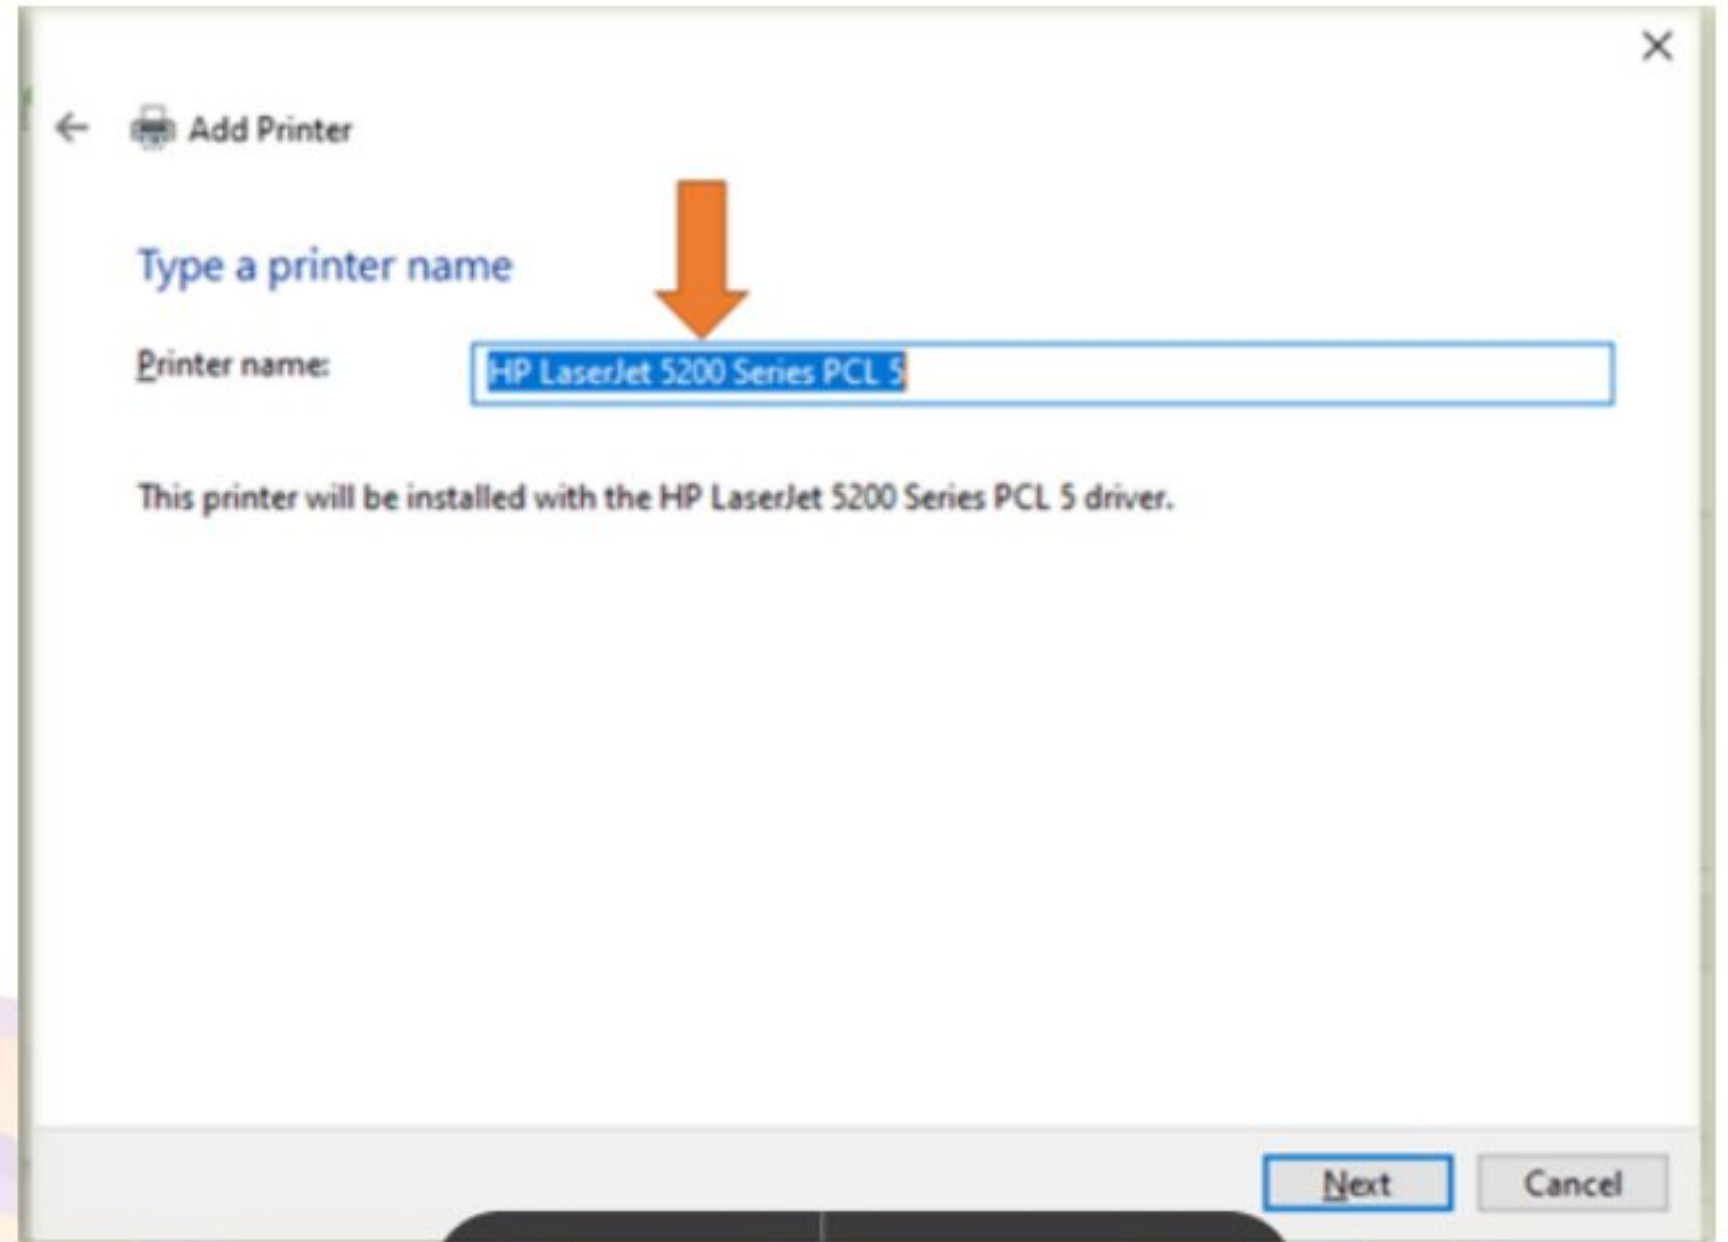 Add Printer
Type a printer name
Printer name:
HP LaserJet 5200 Series PCL 5
This printer will be installed with the HP LaserJet 5200 Series PCL 5 driver.
Next
Cancel